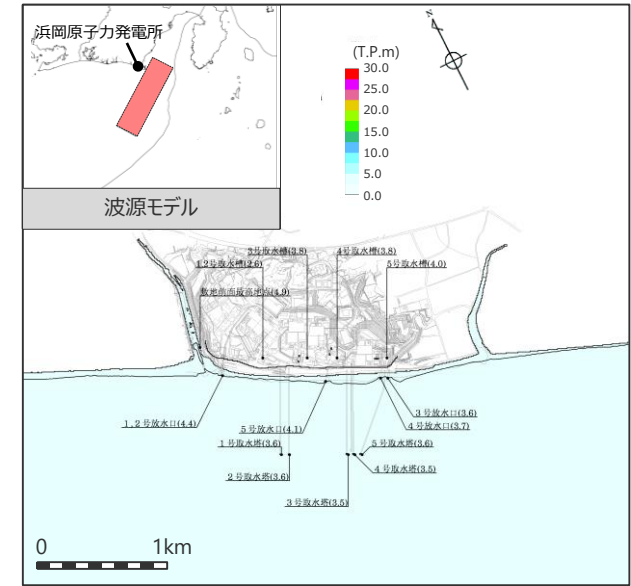 浜岡原子力発電所
波源モデル
(T.P.m)
30.0
25.0
20.0
15.0
10.0
5.0
0.0
N
3号取水槽(3.8)
4号取水槽(3.8)
1,2号取水槽(2.6)
5号取水槽(4.0)
敷地前面最高地点(4.9)
1,2号放水口(4.4)
5号放水口(4.1)
3号放水口(3.6)
4号放水口(3.7)
1号取水塔(3.6)
5号取水塔(3.6)
2号取水塔(3.6)
4号取水塔(3.5)
3号取水塔(3.5)
0 1km